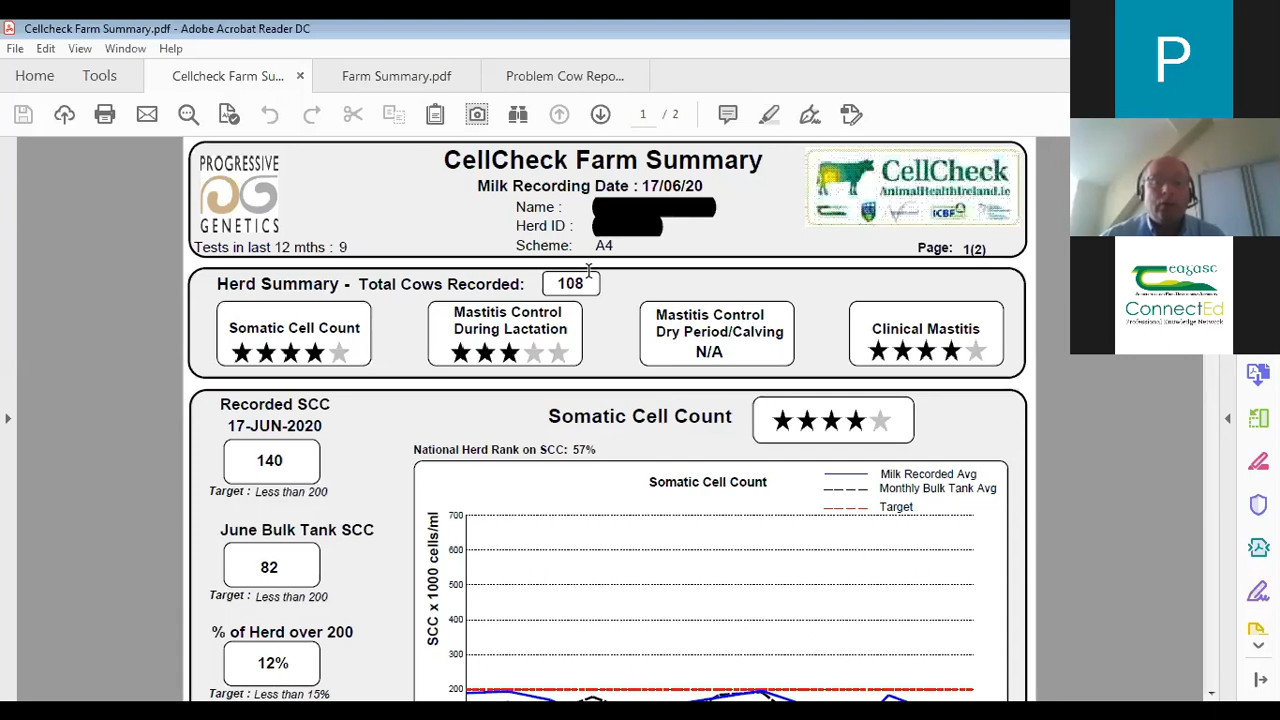 Cellcheck Farm Summary.pdf - Adobe Acrobat Reader DC
File Edit View Window Help
Home Tools Cellcheck Farm Su... × Farm Summary.pdf Problem Cow Repo...
1 / 2
P
PROGRESSIVE
GENETICS
Tests in last 12 mths : 9
CellCheck Farm Summary
Milk Recording Date : 17/06/20
Name :
Herd ID :
Scheme: A4
CellCheck
AnimalHealthIreland.ie
ICBF
Page: 1(2)
Herd Summary - Total Cows Recorded: 108
Somatic Cell Count
Mastitis Control
During Lactation
Mastitis Control
Dry Period/Calving
N/A
Clinical Mastitis
teagasc
ConnectEd
Professional Knowledge Network
Recorded SCC
17-JUN-2020
140
Target : Less than 200
June Bulk Tank SCC
82
Target : Less than 200
% of Herd over 200
12%
Target : Less than 15%
Somatic Cell Count
National Herd Rank on SCC: 57%
Somatic Cell Count
Milk Recorded Avg
Monthly Bulk Tank Avg
Target
SCC x 1000 cells/ml
700
600
500
400
300
200